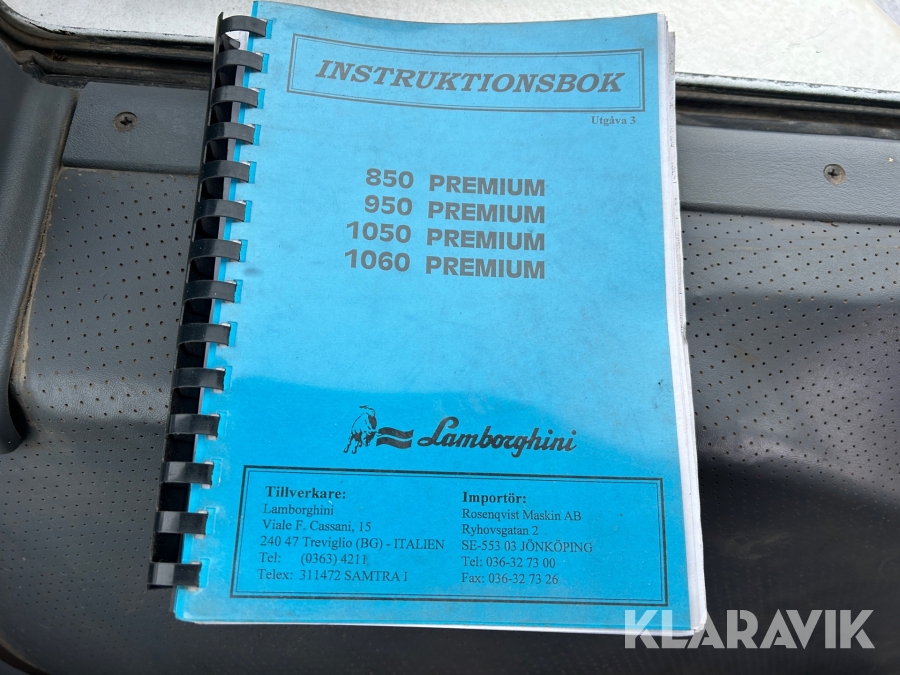 INSTRUKTIONSBOK
Utgåva 3
850 PREMIUM
950 PREMIUM
1050 PREMIUM
1060 PREMIUM
Lamborghini
Tillverkare:
Lamborghini
Viale F. Cassani, 15
240 47 Treviglio (BG) - ITALIEN
Tel: (0363) 4211
Telex: 311472 SAMTRA I
Importör:
Rosenqvist Maskin AB
Ryhovsgatan 2
SE-553 03 JÖNKÖPING
Tel: 036-32 73 00
Fax: 036-32 73 26
KLARAVIK